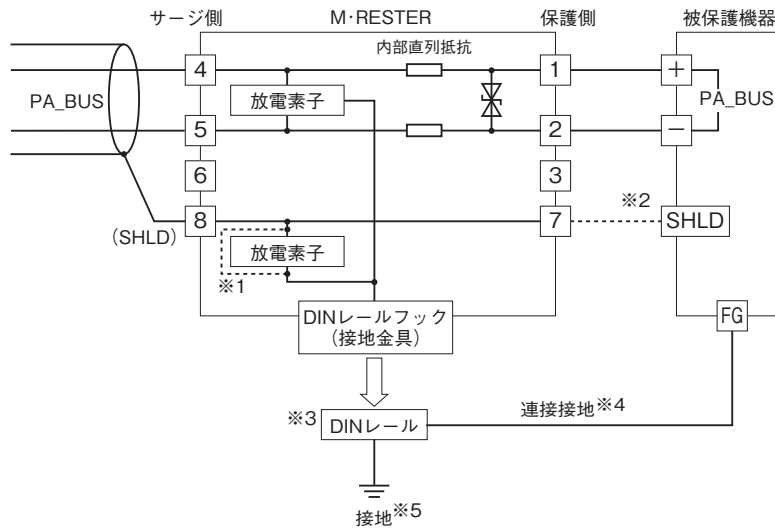 サージ側 M･RESTER 保護側 被保護機器
4 内部直列抵抗 1 +
PA_BUS 放電素子 PA_BUS
5 2 −
6 3
(SHLD) 8 7 ※2 SHLD
放電素子
※1
DINレールフック
(接地金具)
FG
※3 DINレール 連接接地※4
接地※5